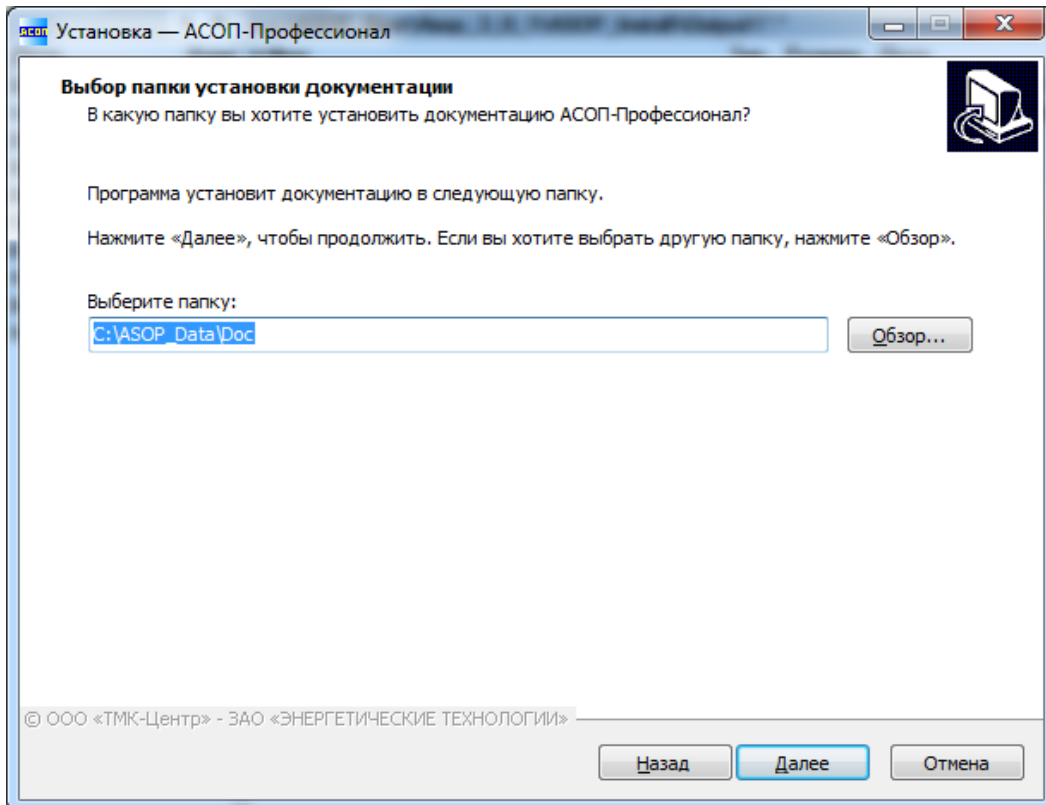 асоп Установка — АСОП-Профессионал
Выбор папки установки документации
В какую папку вы хотите установить документацию АСОП-Профессионал?
Программа установит документацию в следующую папку.
Нажмите «Далее», чтобы продолжить. Если вы хотите выбрать другую папку, нажмите «Обзор».
Выберите папку:
C:\ASOP_Data\Doc
Обзор...
© ООО «ТМК-Центр» - ЗАО «ЭНЕРГЕТИЧЕСКИЕ ТЕХНОЛОГИИ»
Назад Далее Отмена